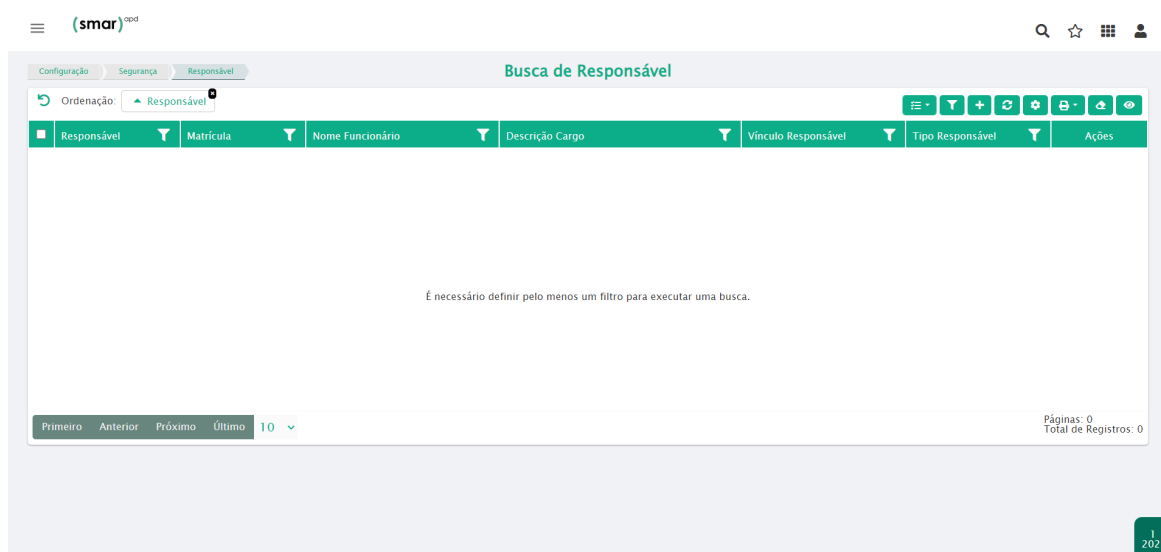 (smar) apd
Configuração Segurança Responsável
Busca de Responsável
Ordenação: Responsável
Responsável Matrícula Nome Funcionário Descrição Cargo Vínculo Responsável Tipo Responsável Ações
É necessário definir pelo menos um filtro para executar uma busca.
Primeiro Anterior Próximo Último 10
Páginas: 0
Total de Registros: 0
1
202